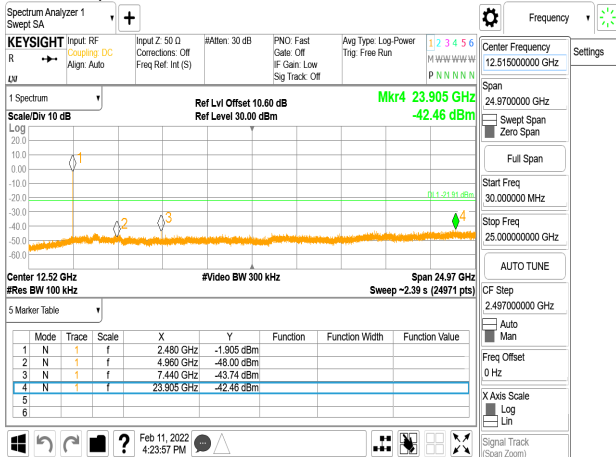 Spectrum Analyzer 1
Swept SA
Frequency
KEYSIGHT
R
Input: RF
Coupling: DC
Align: Auto
Input Z: 50 Ω
Corrections: Off
Freq Ref: Int (S)
#Atten: 30 dB
PNO: Fast
Gate: Off
IF Gain: Low
Sig Track: Off
Avg Type: Log-Power
Trig: Free Run
1 2 3 4 5 6
M W W W W W
P N N N N N
1 Spectrum
Scale/Div 10 dB
Ref Lvl Offset 10.60 dB
Ref Level 30.00 dBm
Mkr4 23.905 GHz
-42.46 dBm
Log
20.0
10.0
0.00
-10.0
-20.0
-30.0
-40.0
-50.0
-60.0
1
2
3
4
DL1 -21.91 dBm
Center 12.52 GHz
#Video BW 300 kHz
Span 24.97 GHz
#Res BW 100 kHz
Sweep ~2.39 s (24971 pts)
5 Marker Table
Mode Trace Scale X Y Function Function Width Function Value
1 N 1 f 2.480 GHz -1.905 dBm
2 N 1 f 4.960 GHz -48.00 dBm
3 N 1 f 7.440 GHz -43.74 dBm
4 N 1 f 23.905 GHz -42.46 dBm
5
6
Feb 11, 2022
4:23:57 PM
Center Frequency
12.515000000 GHz
Settings
Span
24.9700000 GHz
Swept Span
Zero Span
Full Span
Start Freq
30.000000 MHz
Stop Freq
25.000000000 GHz
AUTO TUNE
CF Step
2.497000000 GHz
Auto
Man
Freq Offset
0 Hz
X Axis Scale
Log
Lin
Signal Track
(Span Zoom)